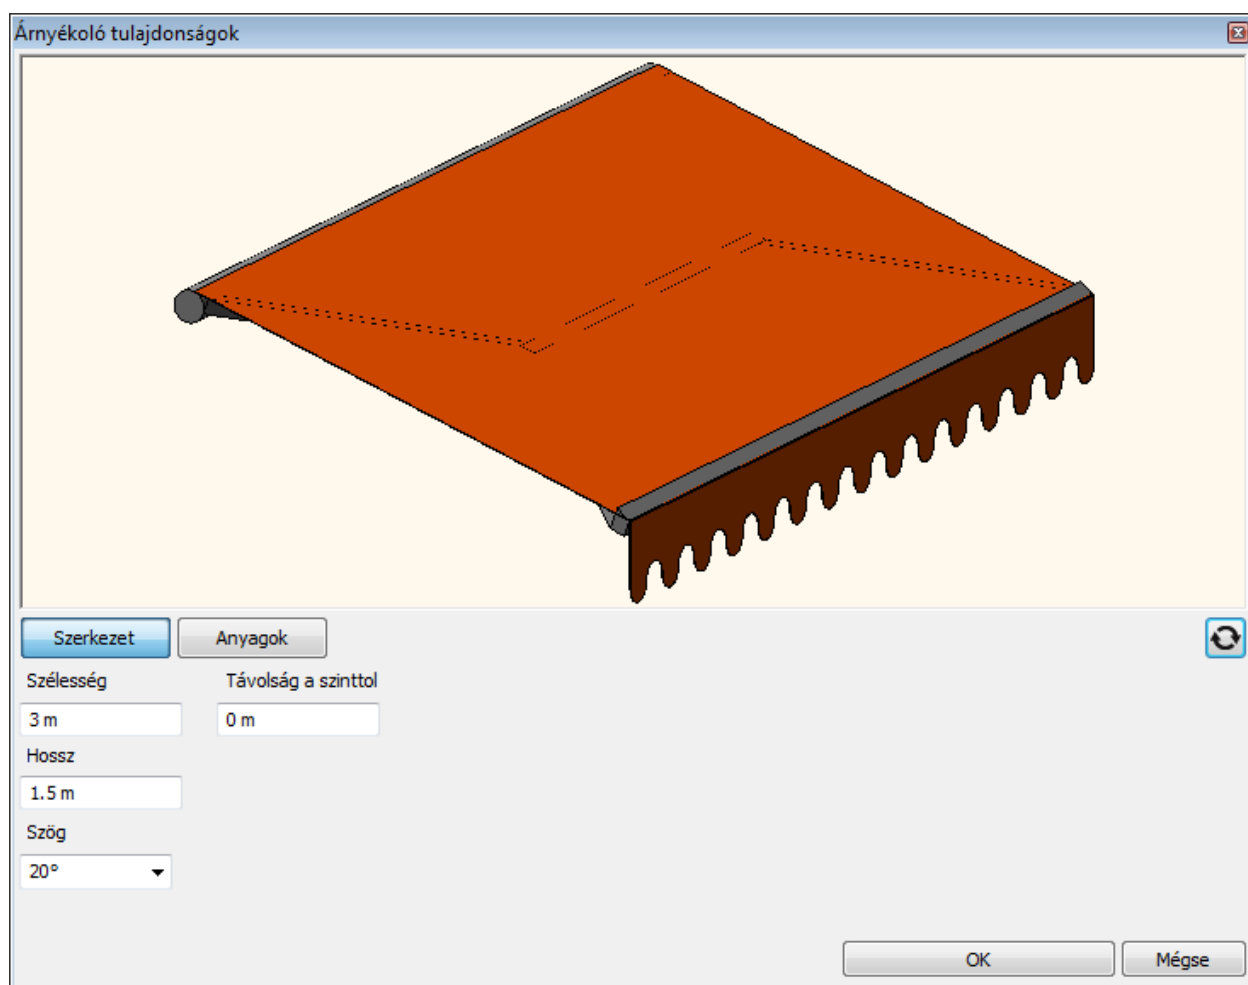 Árnyékoló tulajdonságok
Szerkezet Anyagok
Szélesség Távolság a szinttol
3 m 0 m
Hossz
1.5 m
Szög
20°
OK Mégse